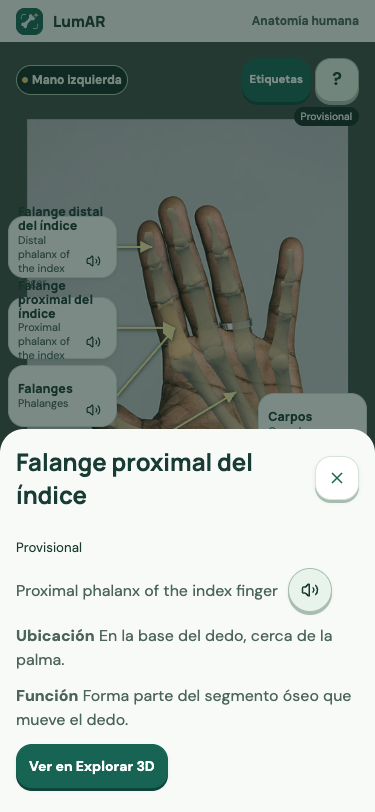 LumAR
Anatomía humana
Mano izquierda
Etiquetas
?
Provisional
Falange distal
del índice
Distal
phalanx of
the index
Falange
proximal del
índice
Proximal
phalanx of
the index
Falanges
Phalanges
Carpos
Falange proximal del
índice
Provisional
Proximal phalanx of the index finger
Ubicación En la base del dedo, cerca de la
palma.
Función Forma parte del segmento óseo que
mueve el dedo.
Ver en Explorar 3D